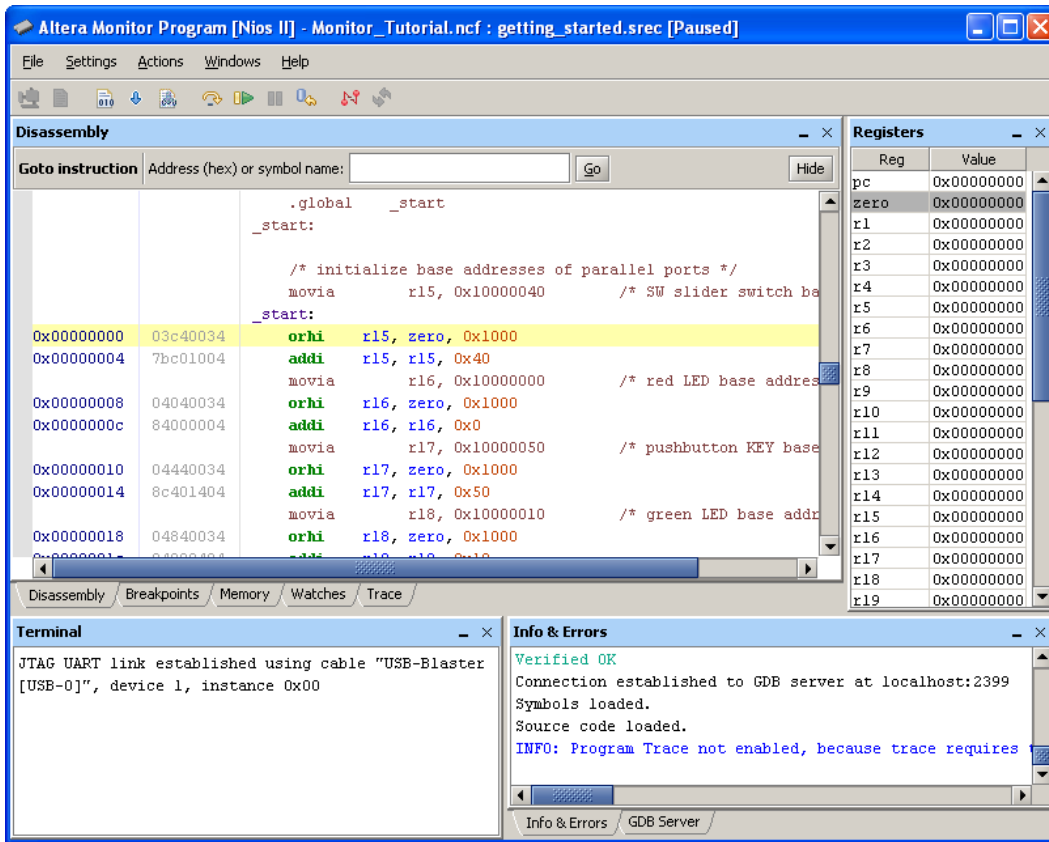 Altera Monitor Program [Nios II] - Monitor_Tutorial.ncf : getting_started.srec [Paused]
File Settings Actions Windows Help
Disassembly
Goto instruction Address (hex) or symbol name: Go Hide
.global _start
_start:
/* initialize base addresses of parallel ports */
movia r15, 0x10000040 /* SW slider switch ba
_start:
0x00000000 03c40034 orhi r15, zero, 0x1000
0x00000004 7bc01004 addi r15, r15, 0x40
movia r16, 0x10000000 /* red LED base addres
0x00000008 04040034 orhi r16, zero, 0x1000
0x0000000c 84000004 addi r16, r16, 0x0
movia r17, 0x10000050 /* pushbutton KEY base
0x00000010 04440034 orhi r17, zero, 0x1000
0x00000014 8c401404 addi r17, r17, 0x50
movia r18, 0x10000010 /* green LED base addr
0x00000018 04840034 orhi r18, zero, 0x1000
Disassembly Breakpoints Memory Watches Trace
Registers
Reg Value
pc 0x00000000
zero 0x00000000
r1 0x00000000
r2 0x00000000
r3 0x00000000
r4 0x00000000
r5 0x00000000
r6 0x00000000
r7 0x00000000
r8 0x00000000
r9 0x00000000
r10 0x00000000
r11 0x00000000
r12 0x00000000
r13 0x00000000
r14 0x00000000
r15 0x00000000
r16 0x00000000
r17 0x00000000
r18 0x00000000
r19 0x00000000
Terminal
JTAG UART link established using cable "USB-Blaster
[USB-0]", device 1, instance 0x00
Info & Errors
Verified OK
Connection established to GDB server at localhost:2399
Symbols loaded.
Source code loaded.
INFO: Program Trace not enabled, because trace requires
Info & Errors GDB Server